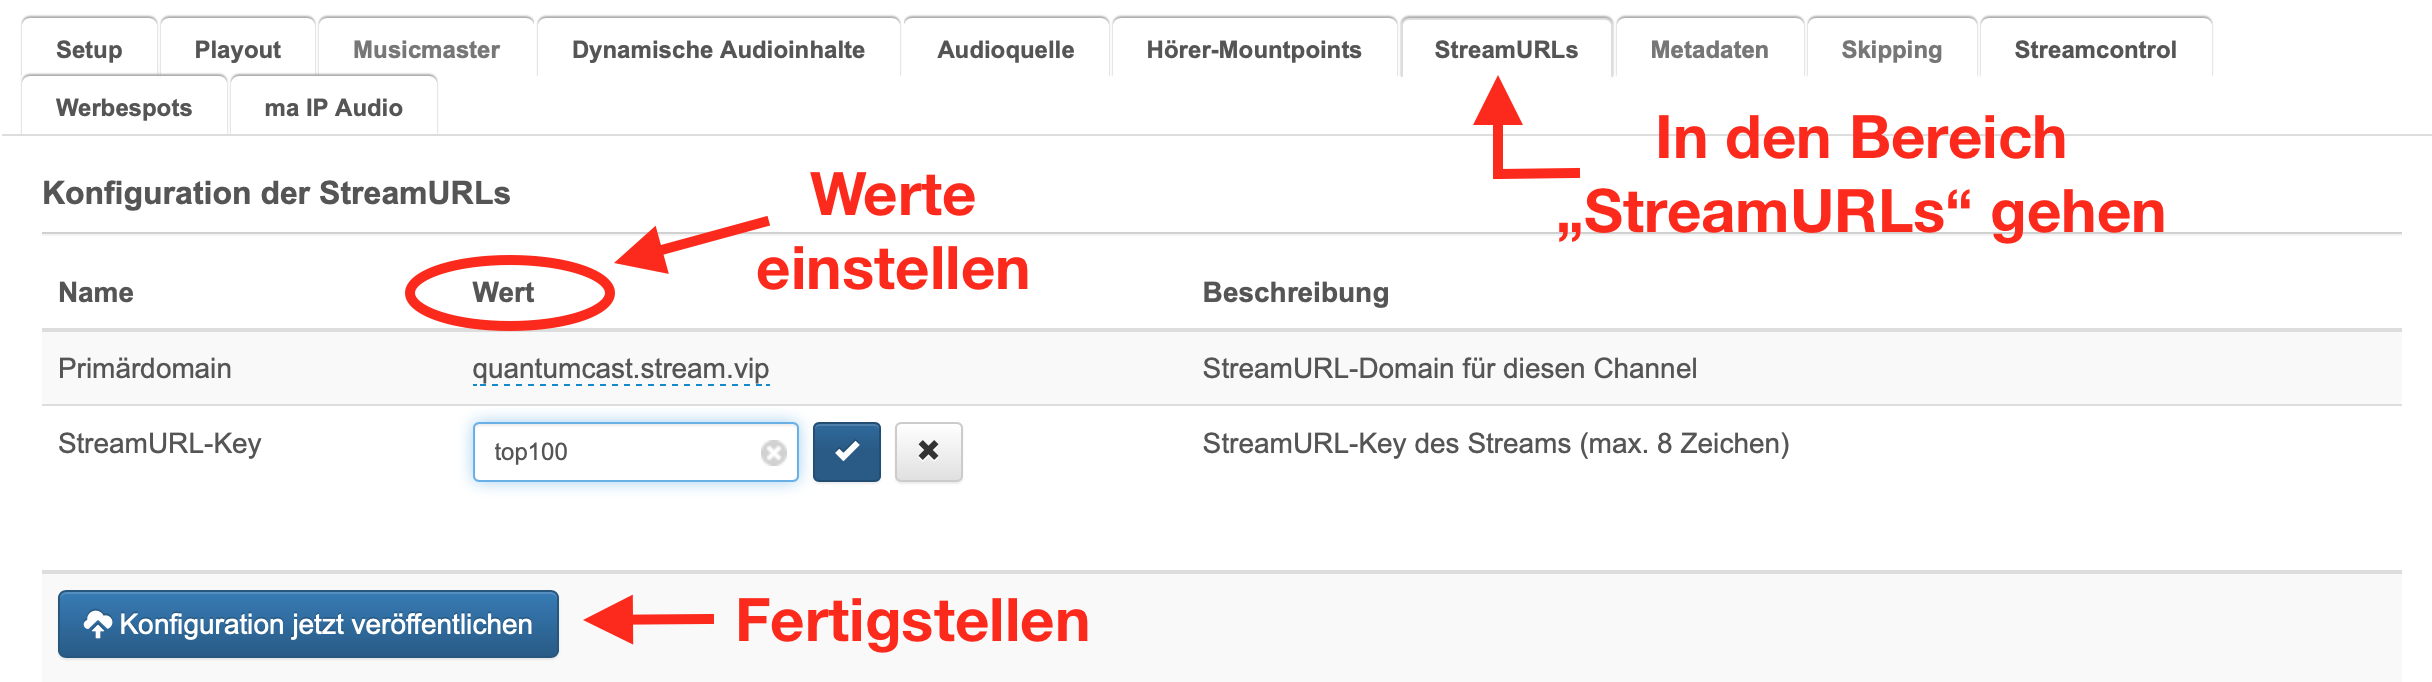 Setup Playout Musicmaster Dynamische Audioinhalte Audioquelle Hörer-Mountpoints StreamURLs Metadaten Skipping Streamcontrol
Werbespots ma IP Audio
In den Bereich
„StreamURLs“ gehen
Konfiguration der StreamURLs
Werte
einstellen
Name Wert Beschreibung
Primärdomain quantumcast.stream.vip StreamURL-Domain für diesen Channel
StreamURL-Key top100 StreamURL-Key des Streams (max. 8 Zeichen)
Konfiguration jetzt veröffentlichen Fertigstellen